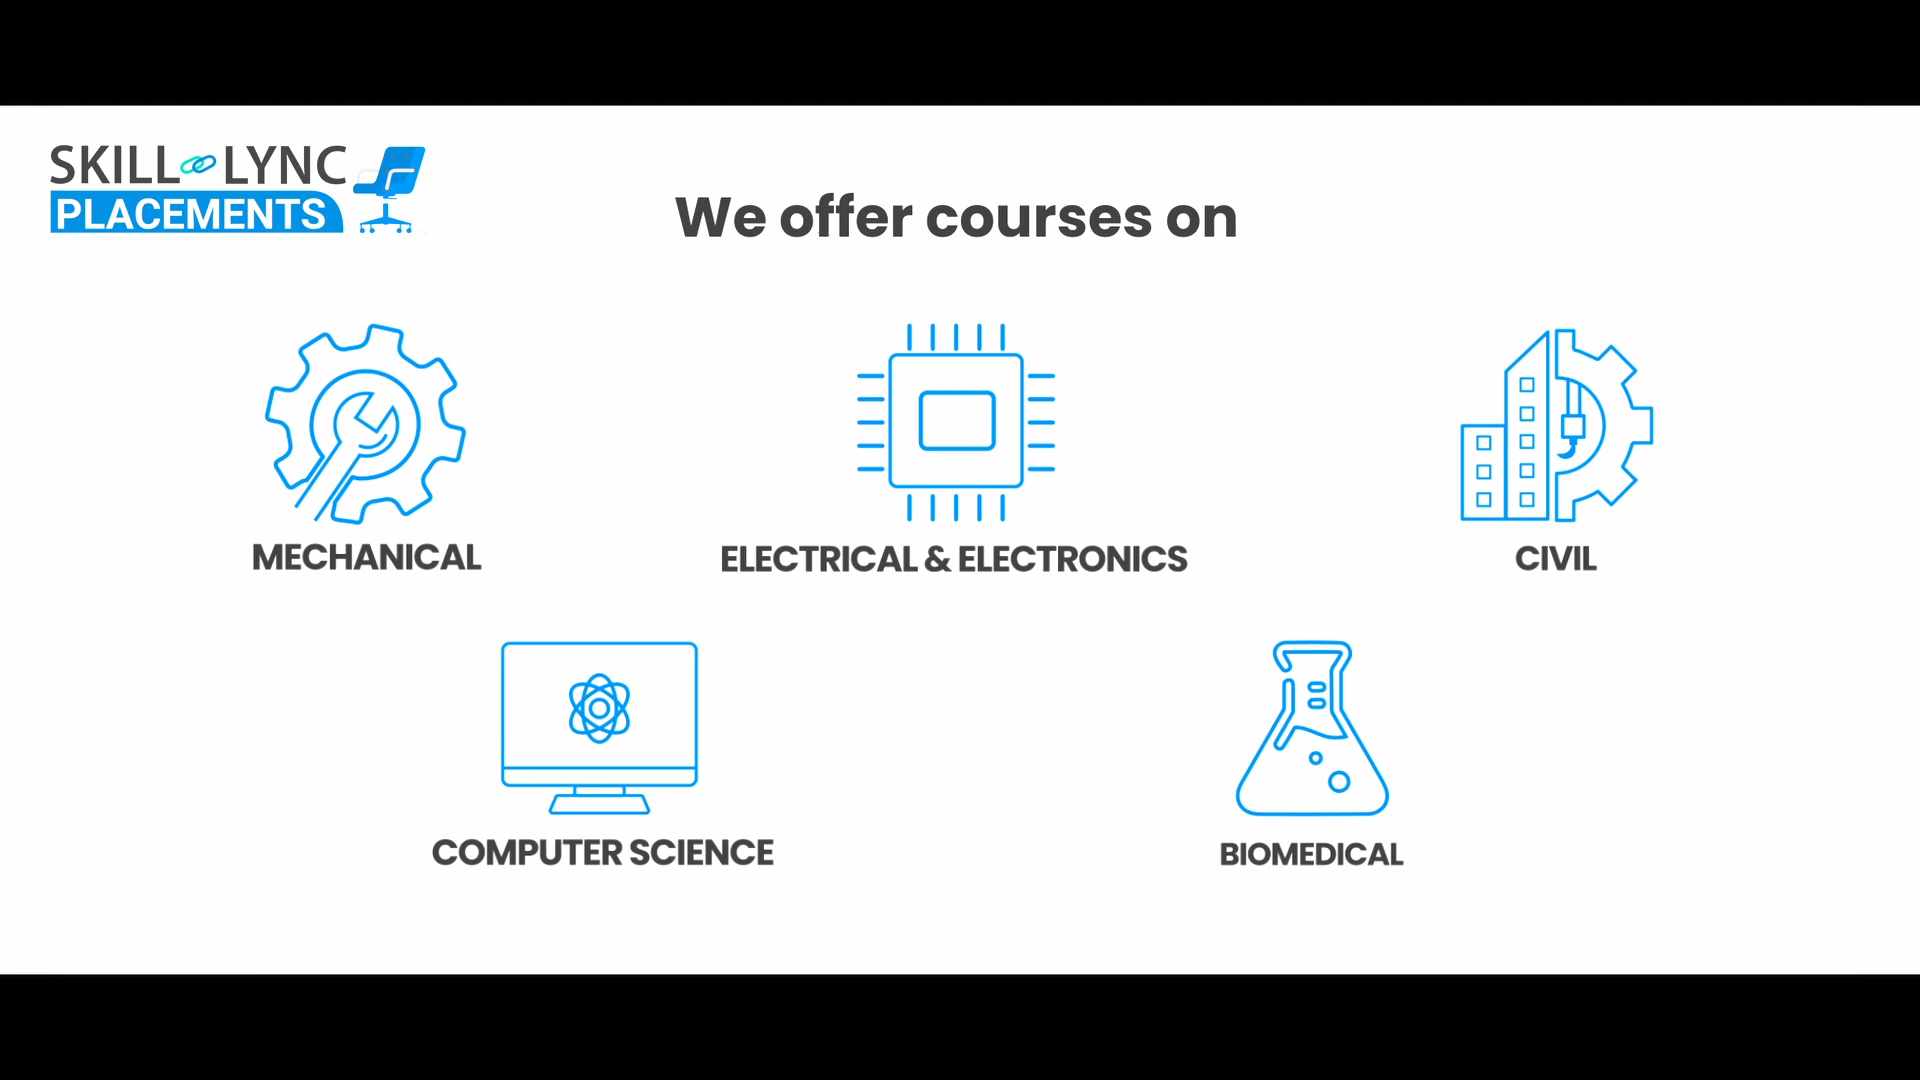 SKILL LYNC
PLACEMENTS
We offer courses on
MECHANICAL
ELECTRICAL & ELECTRONICS
CIVIL
COMPUTER SCIENCE
BIOMEDICAL